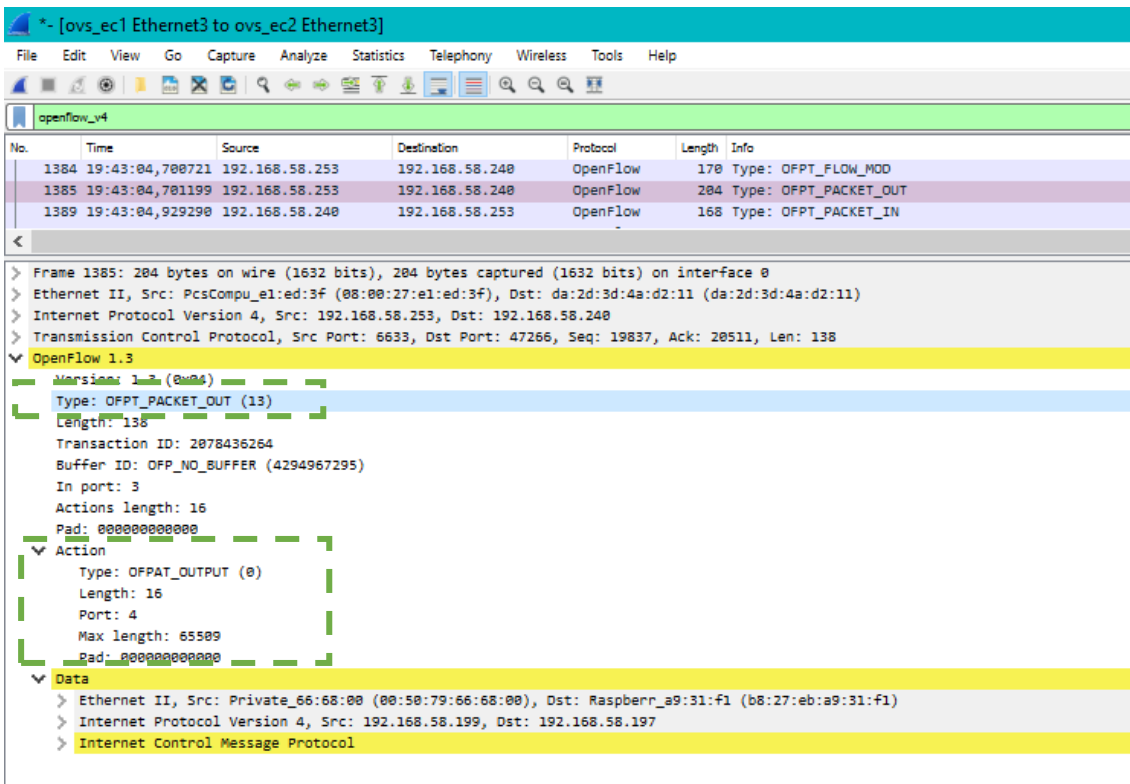 *- [ovs_ec1 Ethernet3 to ovs_ec2 Ethernet3]
File Edit View Go Capture Analyze Statistics Telephony Wireless Tools Help
openflow_v4
No. Time Source Destination Protocol Length Info
1384 19:43:04,700721 192.168.58.253 192.168.58.240 OpenFlow 170 Type: OFPT_FLOW_MOD
1385 19:43:04,701199 192.168.58.253 192.168.58.240 OpenFlow 204 Type: OFPT_PACKET_OUT
1389 19:43:04,929290 192.168.58.240 192.168.58.253 OpenFlow 168 Type: OFPT_PACKET_IN
Frame 1385: 204 bytes on wire (1632 bits), 204 bytes captured (1632 bits) on interface 0
Ethernet II, Src: PcsCompu_e1:ed:3f (08:00:27:e1:ed:3f), Dst: da:2d:3d:4a:d2:11 (da:2d:3d:4a:d2:11)
Internet Protocol Version 4, Src: 192.168.58.253, Dst: 192.168.58.240
Transmission Control Protocol, Src Port: 6633, Dst Port: 47266, Seq: 19837, Ack: 20511, Len: 138
OpenFlow 1.3
Version: 1.3 (0x04)
Type: OFPT_PACKET_OUT (13)
Length: 138
Transaction ID: 2078436264
Buffer ID: OFP_NO_BUFFER (4294967295)
In port: 3
Actions length: 16
Pad: 000000000000
Action
Type: OFPAT_OUTPUT (0)
Length: 16
Port: 4
Max length: 65509
Pad: 000000000000
Data
Ethernet II, Src: Private_66:68:00 (00:50:79:66:68:00), Dst: Raspberr_a9:31:f1 (b8:27:eb:a9:31:f1)
Internet Protocol Version 4, Src: 192.168.58.199, Dst: 192.168.58.197
Internet Control Message Protocol